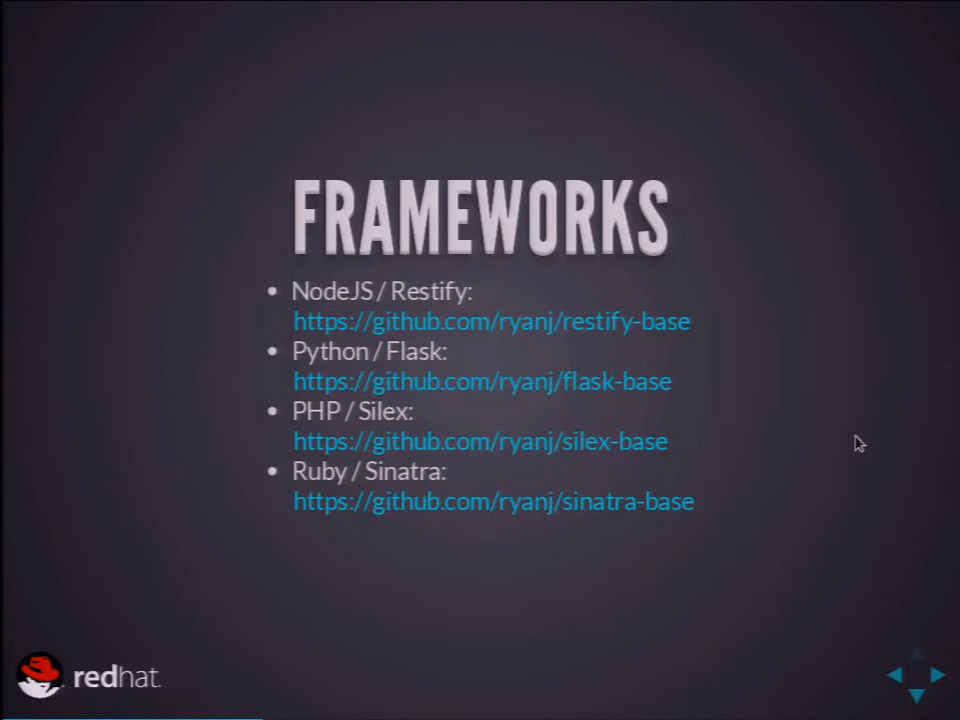 FRAMEWORKS
• NodeJS / Restify:
https://github.com/ryanj/restify-base
• Python / Flask:
https://github.com/ryanj/flask-base
• PHP / Silex:
https://github.com/ryanj/silex-base
• Ruby / Sinatra:
https://github.com/ryanj/sinatra-base
redhat.